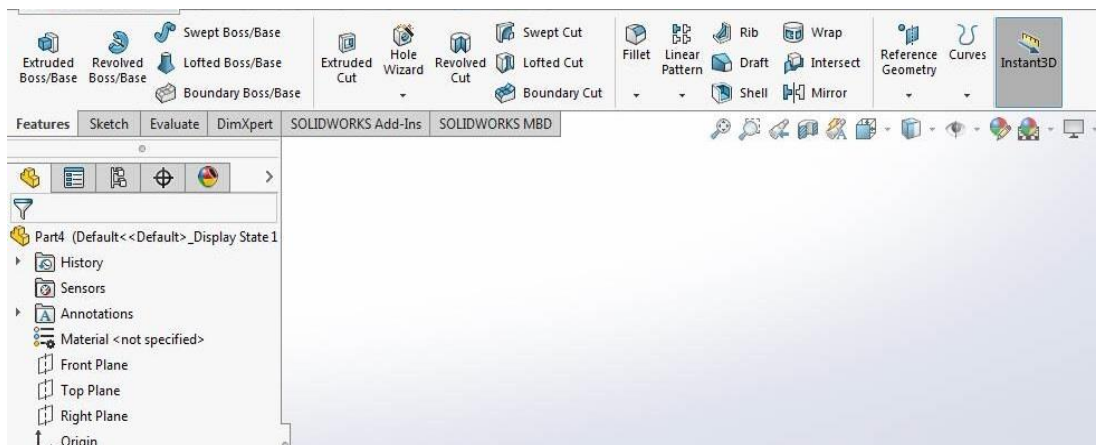 Extruded Boss/Base
Revolved Boss/Base
Swept Boss/Base
Lofted Boss/Base
Boundary Boss/Base
Extruded Cut
Hole Wizard
Revolved Cut
Swept Cut
Lofted Cut
Boundary Cut
Fillet
Linear Pattern
Rib
Draft
Shell
Wrap
Intersect
Mirror
Reference Geometry
Curves
Instant3D
Features
Sketch
Evaluate
DimXpert
SOLIDWORKS Add-Ins
SOLIDWORKS MBD
Part4 (Default<<Default>_Display State 1
History
Sensors
A Annotations
Material <not specified>
Front Plane
Top Plane
Right Plane
Origin